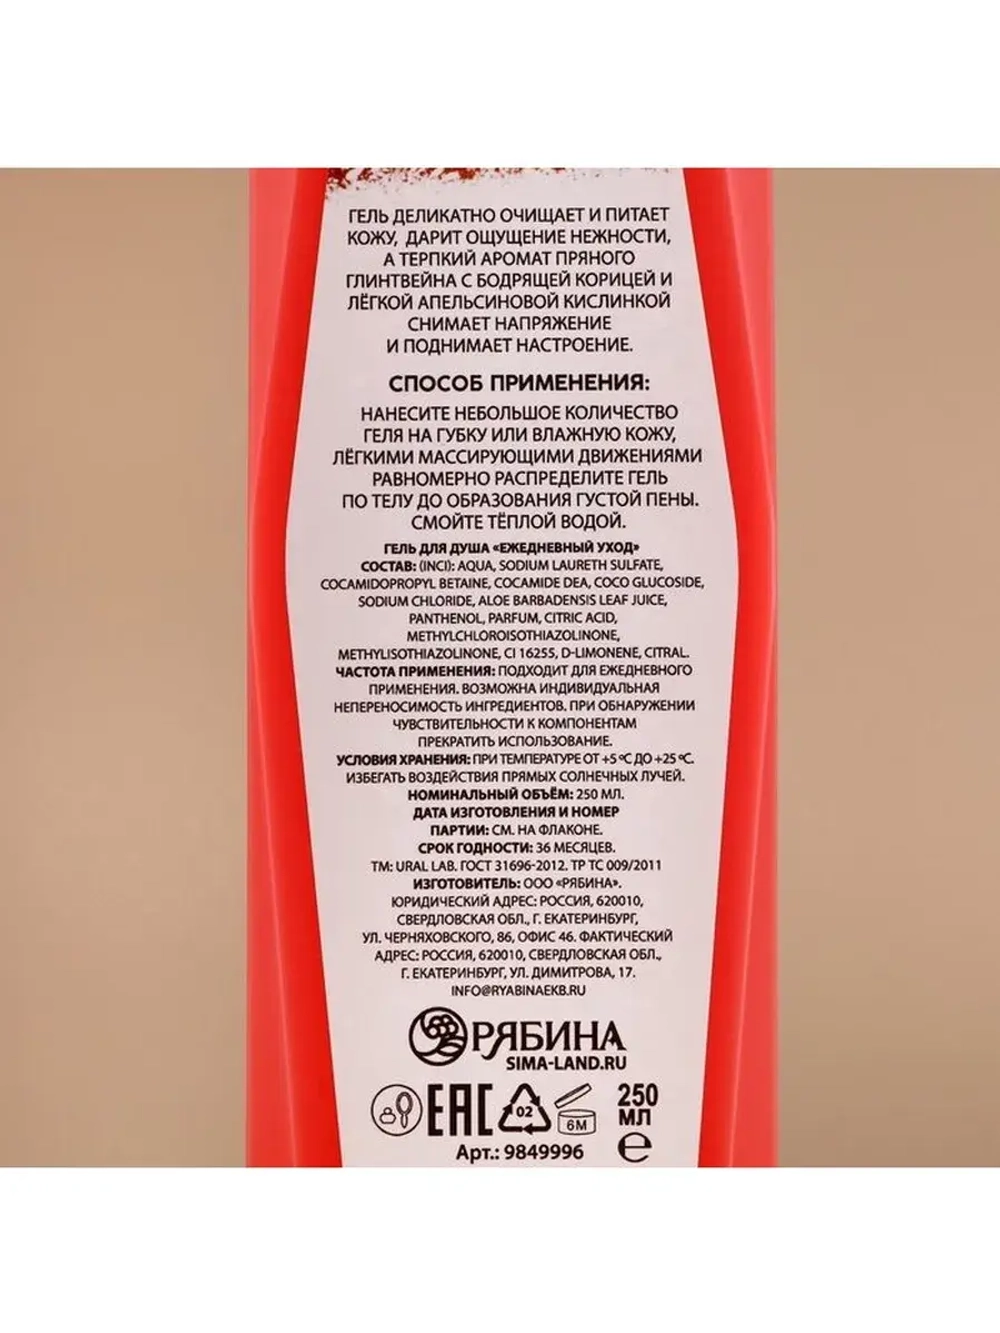 ГЕЛЬ ДЕЛИКАТНО ОЧИЩАЕТ И ПИТАЕТ
КОЖУ, ДАРИТ ОЩУЩЕНИЕ НЕЖНОСТИ,
А ТЕРПКИЙ АРОМАТ ПРЯНОГО
ГЛИНТВЕЙНА С БОДРЯЩЕЙ КОРИЦЕЙ И
ЛЁГКОЙ АПЕЛЬСИНОВОЙ КИСЛИНКОЙ
СНИМАЕТ НАПРЯЖЕНИЕ
И ПОДНИМАЕТ НАСТРОЕНИЕ.
СПОСОБ ПРИМЕНЕНИЯ:
НАНЕСИТЕ НЕБОЛЬШОЕ КОЛИЧЕСТВО
ГЕЛЯ НА ГУБКУ ИЛИ ВЛАЖНУЮ КОЖУ,
ЛЁГКИМИ МАССИРУЮЩИМИ ДВИЖЕНИЯМИ
РАВНОМЕРНО РАСПРЕДЕЛИТЕ ГЕЛЬ
ПО ТЕЛУ ДО ОБРАЗОВАНИЯ ГУСТОЙ ПЕНЫ.
СМОЙТЕ ТЁПЛОЙ ВОДОЙ.
ГЕЛЬ ДЛЯ ДУША «ЕЖЕДНЕВНЫЙ УХОД»
СОСТАВ: (INCI): AQUA, SODIUM LAURETH SULFATE,
COCAMIDOPROPYL BETAINE, COCAMIDE DEA, COCO GLUCOSIDE,
SODIUM CHLORIDE, ALOE BARBADENSIS LEAF JUICE,
PANTHENOL, PARFUM, CITRIC ACID,
METHYLCHLOROISOTHIAZOLINONE,
METHYLISOTHIAZOLINONE, CI 16255, D-LIMONENE, CITRAL.
ЧАСТОТА ПРИМЕНЕНИЯ: ПОДХОДИТ ДЛЯ ЕЖЕДНЕВНОГО
ПРИМЕНЕНИЯ. ВОЗМОЖНА ИНДИВИДУАЛЬНАЯ
НЕПЕРЕНОСИМОСТЬ ИНГРЕДИЕНТОВ. ПРИ ОБНАРУЖЕНИИ
ЧУВСТВИТЕЛЬНОСТИ К КОМПОНЕНТАМ
ПРЕКРАТИТЬ ИСПОЛЬЗОВАНИЕ.
УСЛОВИЯ ХРАНЕНИЯ: ПРИ ТЕМПЕРАТУРЕ ОТ +5 ºC ДО +25 ºC.
ИЗБЕГАТЬ ВОЗДЕЙСТВИЯ ПРЯМЫХ СОЛНЕЧНЫХ ЛУЧЕЙ.
НОМИНАЛЬНЫЙ ОБЪЁМ: 250 МЛ.
ДАТА ИЗГОТОВЛЕНИЯ И НОМЕР
ПАРТИИ: СМ. НА ФЛАКОНЕ.
СРОК ГОДНОСТИ: 36 МЕСЯЦЕВ.
TM: URAL LAB. ГОСТ 31696-2012. ТР ТС 009/2011
ИЗГОТОВИТЕЛЬ: ООО «РЯБИНА».
ЮРИДИЧЕСКИЙ АДРЕС: РОССИЯ, 620010,
СВЕРДЛОВСКАЯ ОБЛ., Г. ЕКАТЕРИНБУРГ,
УЛ. ЧЕРНЯХОВСКОГО, 86, ОФИС 46. ФАКТИЧЕСКИЙ
АДРЕС: РОССИЯ, 620010, СВЕРДЛОВСКАЯ ОБЛ.,
Г. ЕКАТЕРИНБУРГ, УЛ. ДИМИТРОВА, 17.
INFO@RYABINAEKB.RU
РЯБИНА
SIMA-LAND.RU
EAC 02 6M 250 МЛ e
Арт.: 9849996